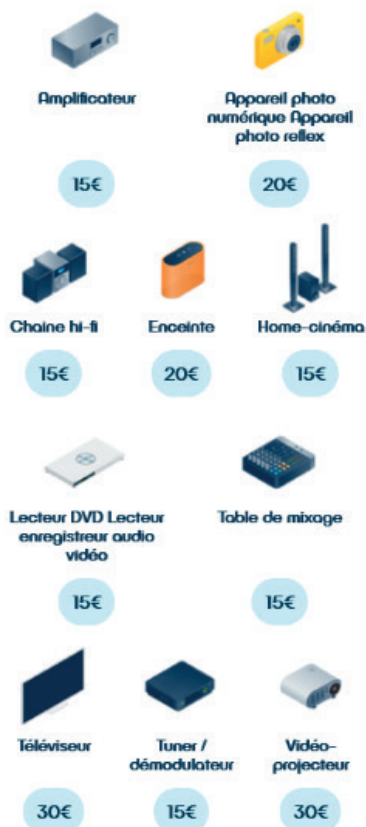 Amplificateur
Appareil photo
numérique Appareil
photo reflex
15€
20€
Chaine hi-fi
Enceinte
Home-cinéma
15€
20€
15€
Lecteur DVD Lecteur
enregistreur audio
vidéo
Table de mixage
15€
15€
Téléviseur
Tuner /
démodulateur
Vidéo-
projecteur
30€
15€
30€